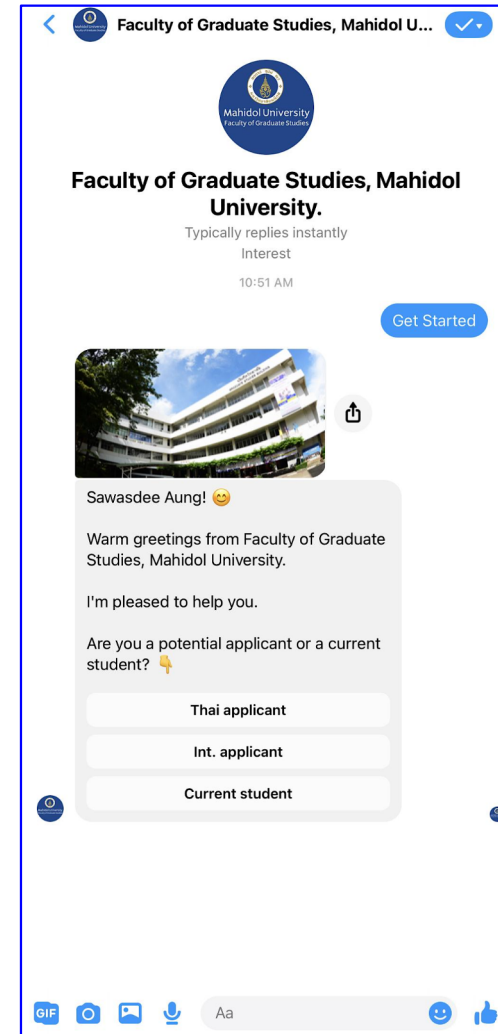 Faculty of Graduate Studies, Mahidol U...
Mahidol University
Faculty of Graduate Studies
Faculty of Graduate Studies, Mahidol
University.
Typically replies instantly
Interest
10:51 AM
Get Started
Sawasdee Aung! 😊
Warm greetings from Faculty of Graduate
Studies, Mahidol University.
I'm pleased to help you.
Are you a potential applicant or a current
student? 👇
Thai applicant
Int. applicant
Current student
GIF
Aa